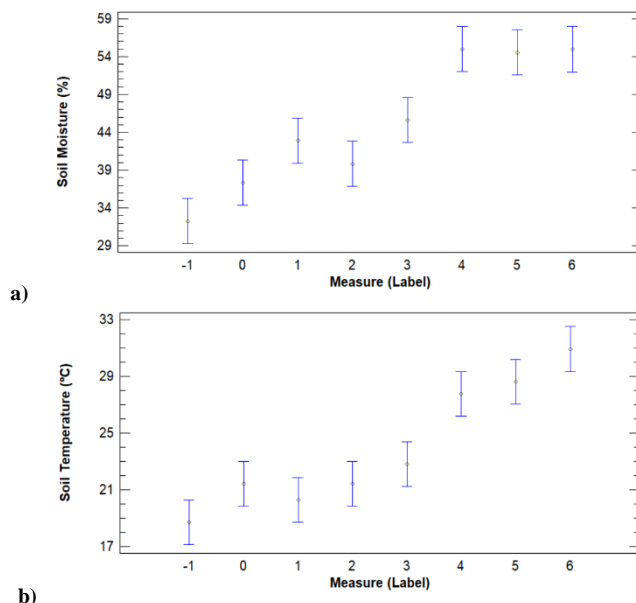 59
54
49
44
39
34
29
Soil Moisture (%)
-1 0 1 2 3 4 5 6
Measure (Label)
a)
33
29
25
21
17
Soil Temperature (ºC)
-1 0 1 2 3 4 5 6
Measure (Label)
b)